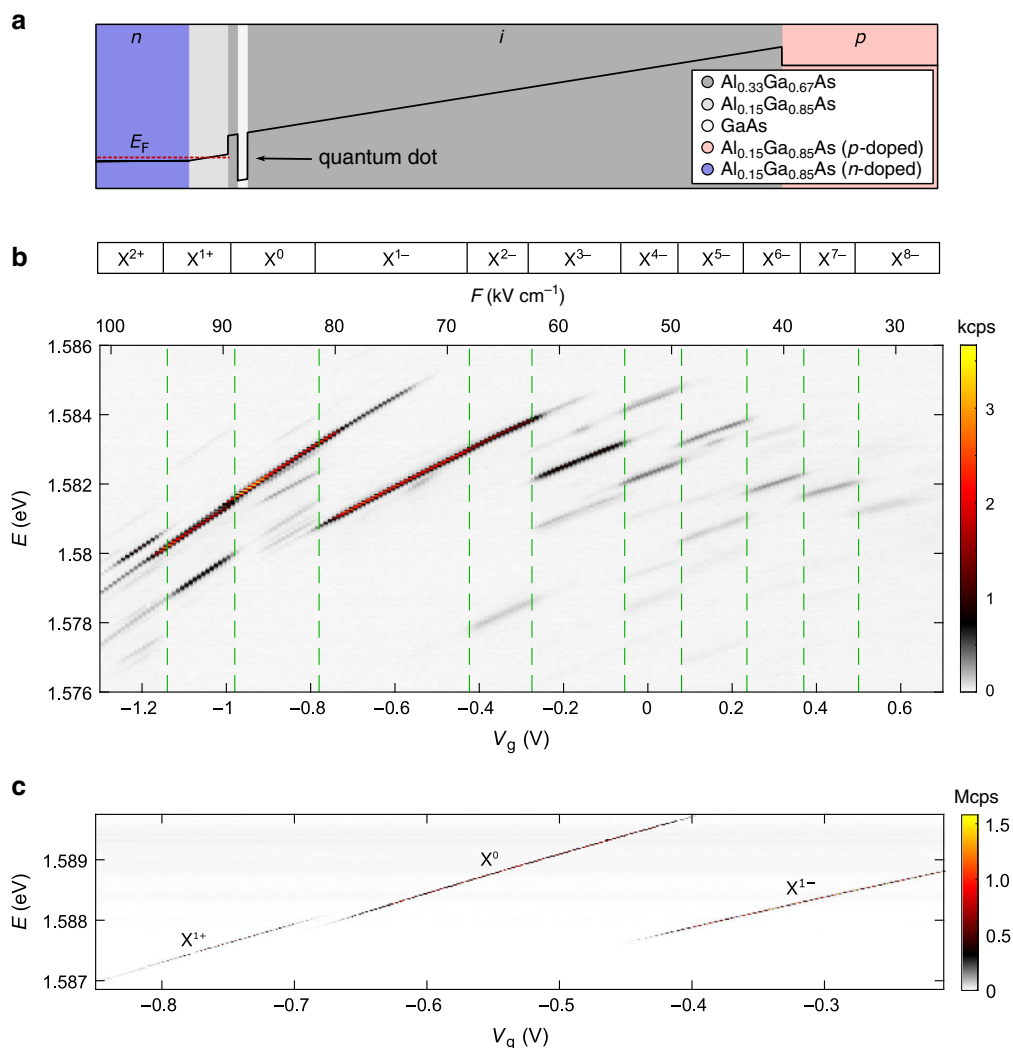 a
n i p
E_F
quantum dot
Al₀.₃₃Ga₀.₆₇As
Al₀.₁₅Ga₀.₈₅As
GaAs
Al₀.₁₅Ga₀.₈₅As (p-doped)
Al₀.₁₅Ga₀.₈₅As (n-doped)
b
X²⁺ X¹⁺ X⁰ X¹⁻ X²⁻ X³⁻ X⁴⁻ X⁵⁻ X⁶⁻ X⁷⁻ X⁸⁻
F (kV cm⁻¹)
100 90 80 70 60 50 40 30
kcps
1.586
1.584
1.582
1.58
1.578
1.576
E (eV)
3
2
1
0
−1.2 −1 −0.8 −0.6 −0.4 −0.2 0 0.2 0.4 0.6
V_g (V)
c
Mcps
1.589
1.588
1.587
E (eV)
X¹⁺
X⁰
X¹⁻
1.5
1.0
0.5
0
−0.8 −0.7 −0.6 −0.5 −0.4 −0.3
V_g (V)